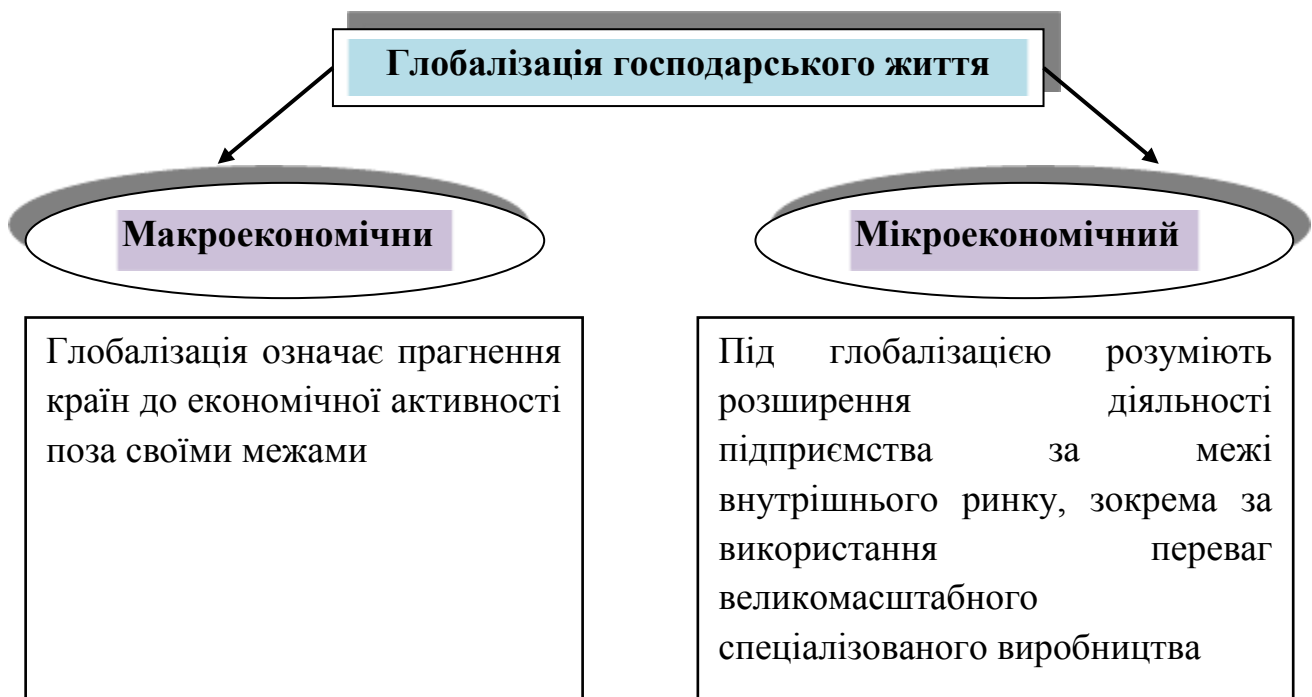 Глобалізація господарського життя
Макроекономічни
Мікроекономічний
Глобалізація означає прагнення
країн до економічної активності
поза своїми межами
Під глобалізацією розуміють
розширення діяльності
підприємства за межі
внутрішнього ринку, зокрема за
використання переваг
великомасштабного
спеціалізованого виробництва